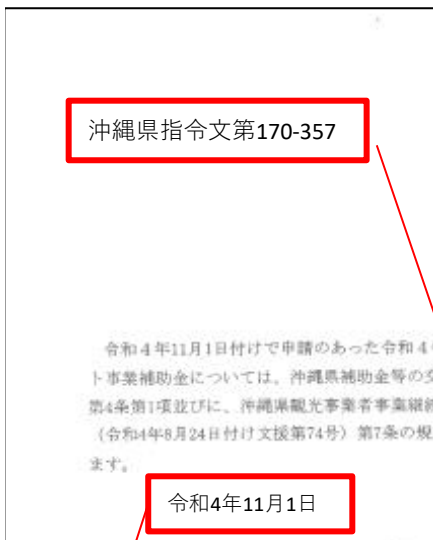 沖縄県指令文第170-357
令和4年11月1日付けで申請のあった令和4
ト事業補助金については、沖縄県補助金等の交
第4条第1項並びに、沖縄県観光事業者事業継続
（令和4年8月24日付け文援第74号）第7条の規
ます。
令和4年11月1日